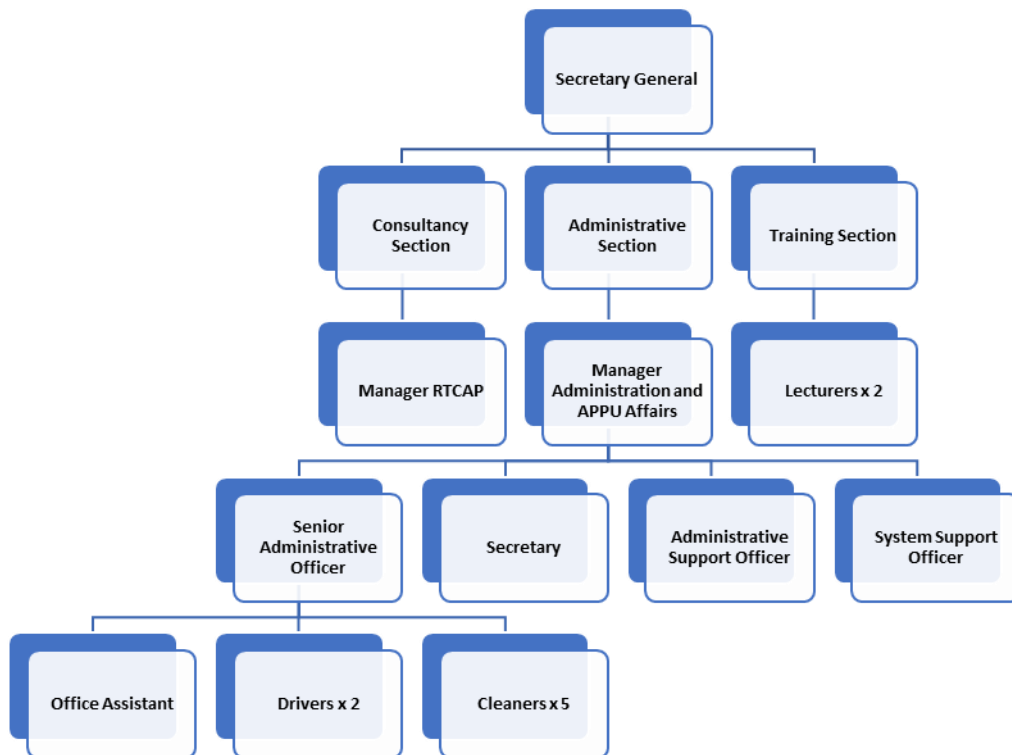 Secretary General
Consultancy
Section
Administrative
Section
Training Section
Manager RTCAP
Manager
Administration and
APPU Affairs
Lecturers x 2
Senior
Administrative
Officer
Secretary
Administrative
Support Officer
System Support
Officer
Office Assistant
Drivers x 2
Cleaners x 5